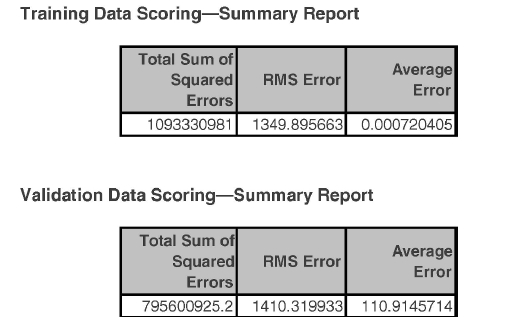 Training Data Scoring—Summary Report
Total Sum of
Squared
Errors
RMS Error
Average
Error
1093330981 1349.895663 0.000720405
Validation Data Scoring—Summary Report
Total Sum of
Squared
Errors
RMS Error
Average
Error
795600925.2 1410.319933 110.9145714